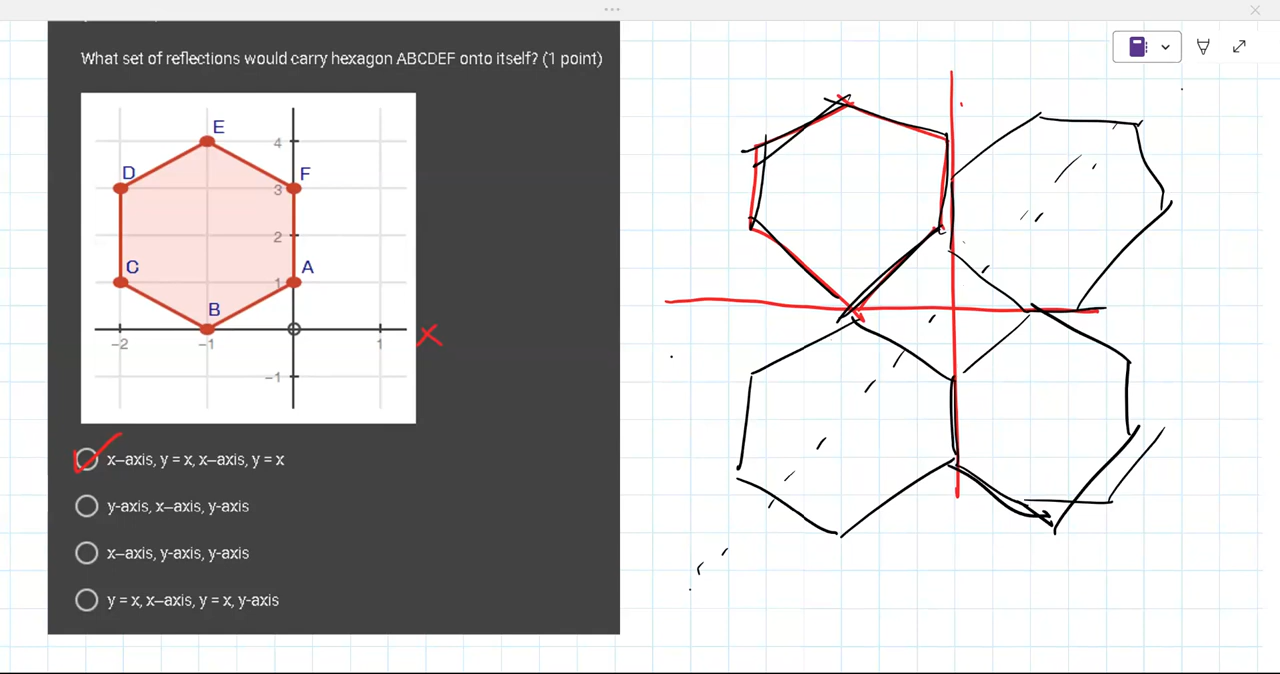 What set of reflections would carry hexagon ABCDEF onto itself? (1 point)
E
4
D
F
3
2
C
A
1
B
-2
-1
1
-1
x-axis, y = x, x-axis, y = x
y-axis, x-axis, y-axis
x-axis, y-axis, y-axis
y = x, x-axis, y = x, y-axis